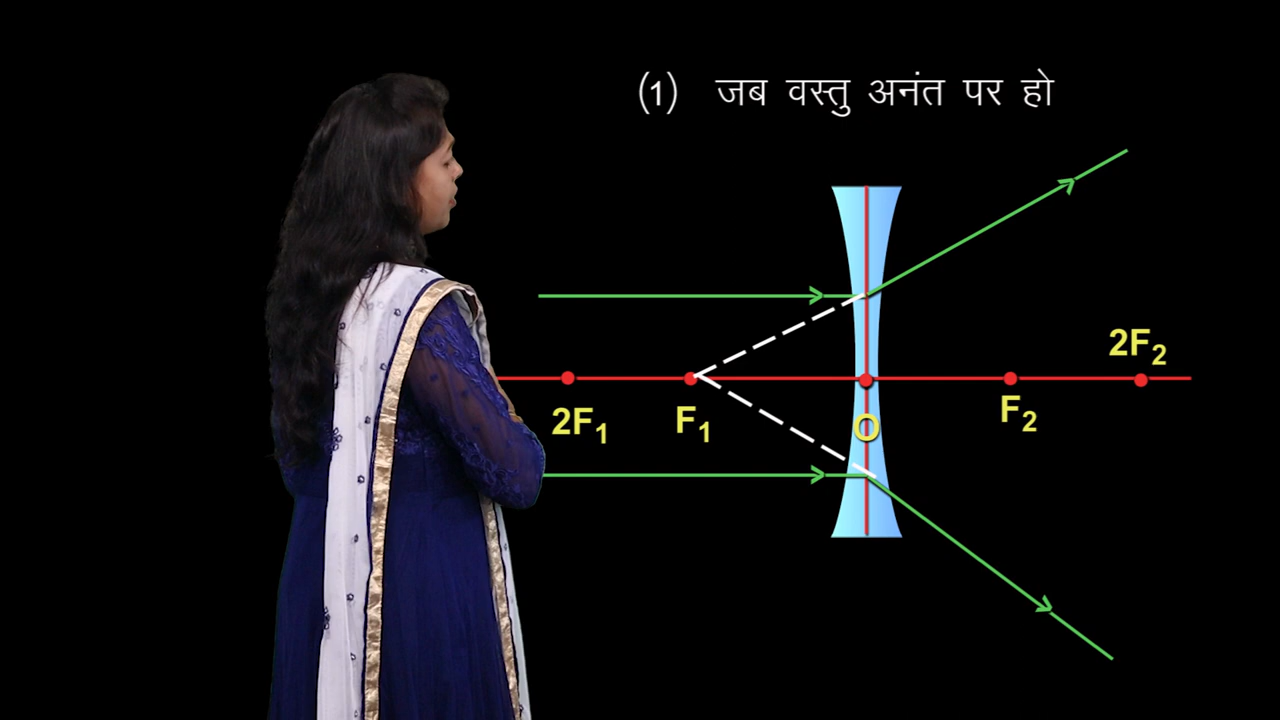 (1) जब वस्तु अनंत पर हो
2F₂
2F₁ F₁ O F₂